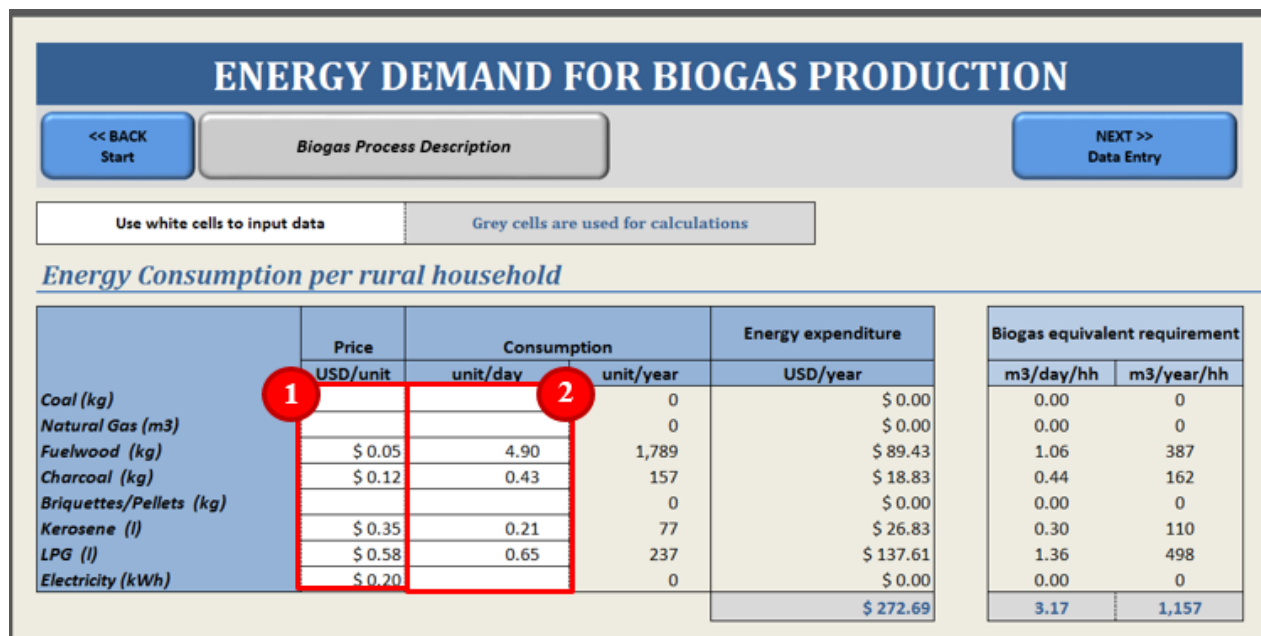 ENERGY DEMAND FOR BIOGAS PRODUCTION
<< BACK
Start
Biogas Process Description
NEXT >>
Data Entry
Use white cells to input data
Grey cells are used for calculations
Energy Consumption per rural household
Price Consumption Energy expenditure Biogas equivalent requirement
USD/unit unit/day unit/year USD/year m3/day/hh m3/year/hh
1 2
Coal (kg) 0 $ 0.00 0.00 0
Natural Gas (m3) 0 $ 0.00 0.00 0
Fuelwood (kg) $ 0.05 4.90 1,789 $ 89.43 1.06 387
Charcoal (kg) $ 0.12 0.43 157 $ 18.83 0.44 162
Briquettes/Pellets (kg) 0 $ 0.00 0.00 0
Kerosene (l) $ 0.35 0.21 77 $ 26.83 0.30 110
LPG (l) $ 0.58 0.65 237 $ 137.61 1.36 498
Electricity (kWh) $ 0.20 0 $ 0.00 0.00 0
$ 272.69 3.17 1,157